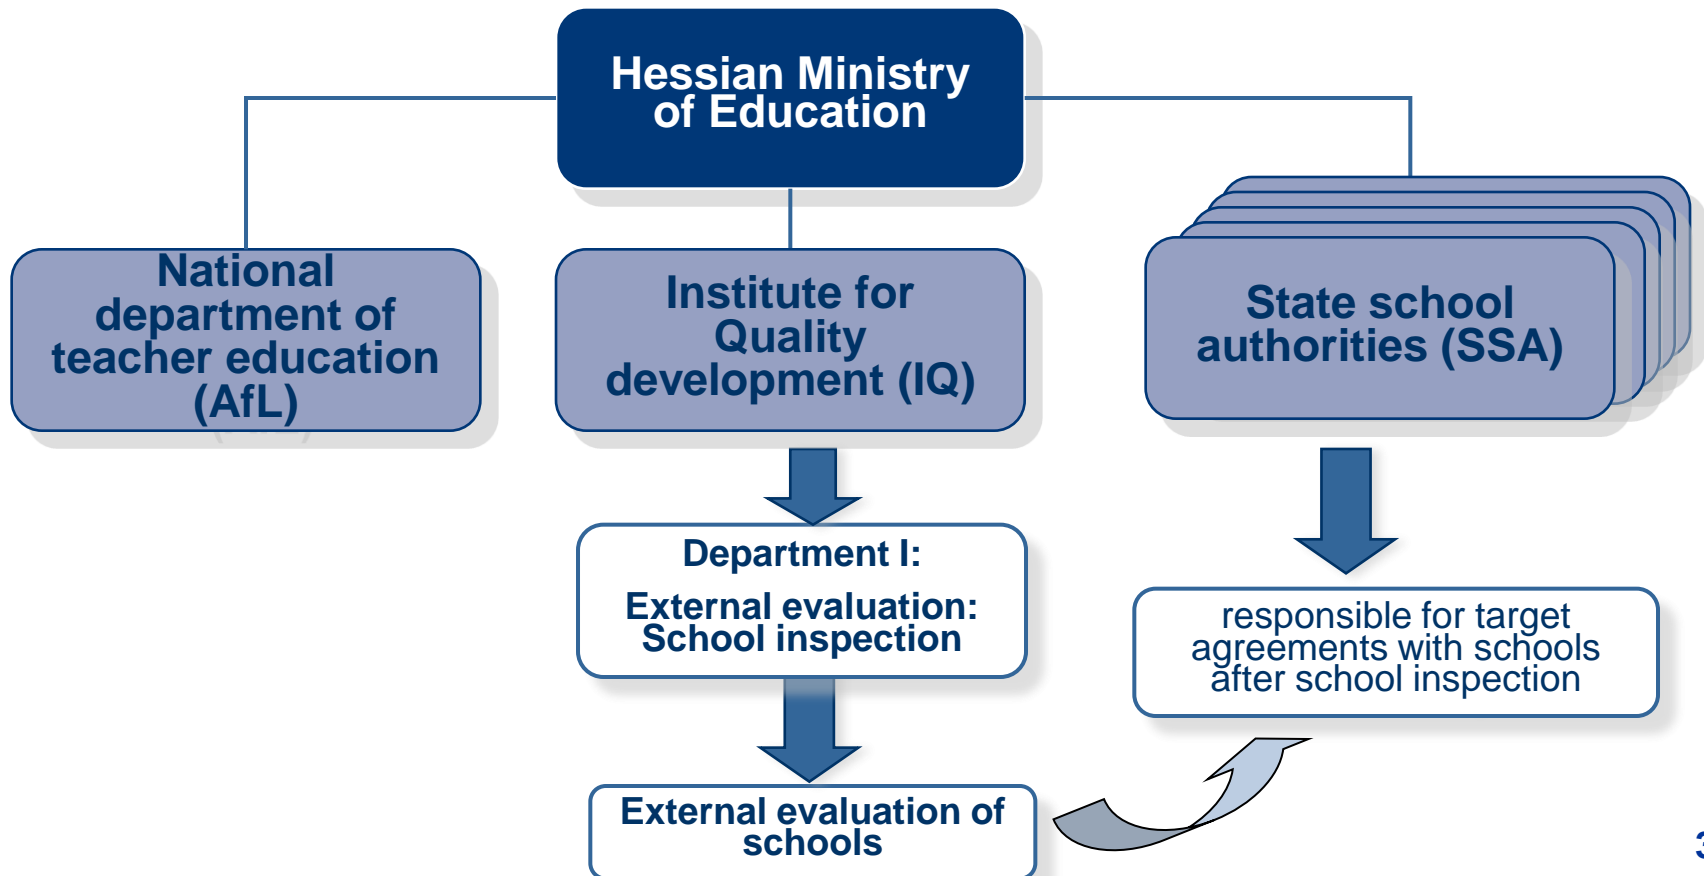 Hessian Ministry
of Education
National
department of
teacher education
(AfL)
Institute for
Quality
development (IQ)
State school
authorities (SSA)
Department I:
External evaluation:
School inspection
responsible for target
agreements with schools
after school inspection
External evaluation of
schools
3